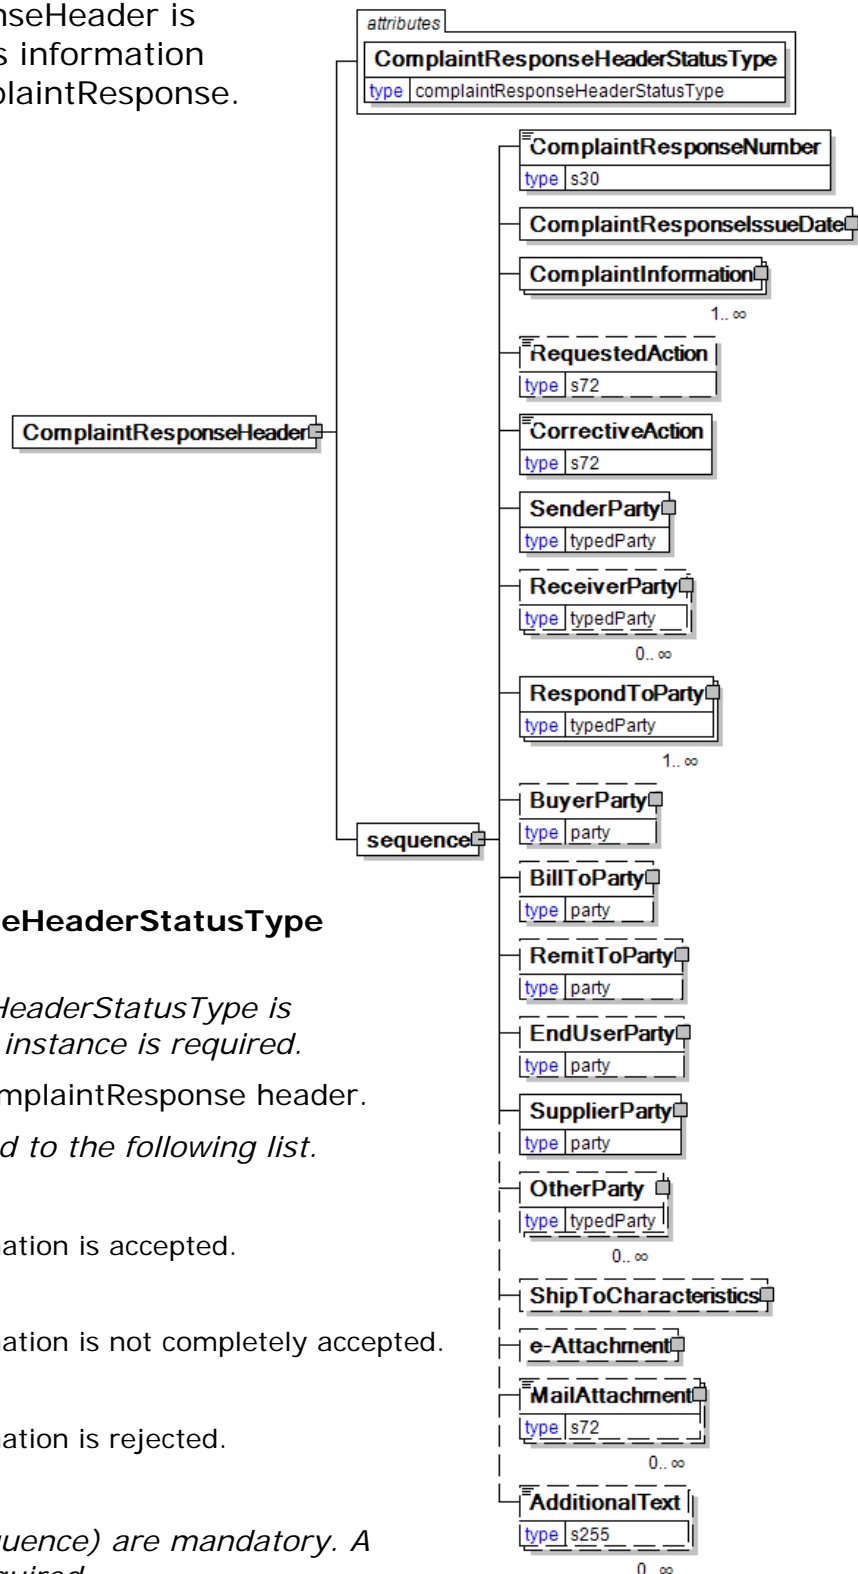 nseHeader is
s information
plaintResponse.
attributes
ComplaintResponseHeaderStatusType
type complaintResponseHeaderStatusType
ComplaintResponseNumber
type s30
ComplaintResponseIssueDate
ComplaintInformation
1..∞
RequestedAction
type s72
ComplaintResponseHeader
CorrectiveAction
type s72
SenderParty
type typedParty
ReceiverParty
type typedParty
0..∞
RespondToParty
type typedParty
1..∞
BuyerParty
type party
sequence
BillToParty
type party
eHeaderStatusType
RemitToParty
type party
HeaderStatusType is
instance is required.
EndUserParty
type party
mplaintResponse header.
SupplierParty
type party
d to the following list.
OtherParty
type typedParty
0..∞
ation is accepted.
ShipToCharacteristics
e-Attachment
ation is not completely accepted.
MailAttachment
type s72
0..∞
ation is rejected.
AdditionalText
type s255
0..∞
quence) are mandatory. A